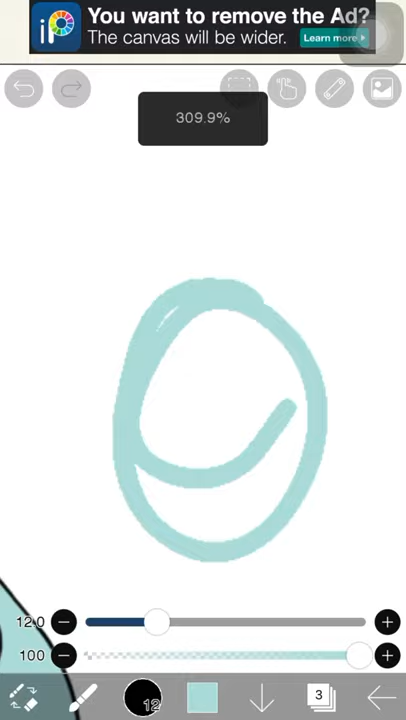 iP
You want to remove the Ad?
The canvas will be wider.
Learn more
309.9%
12.0
100
12
3